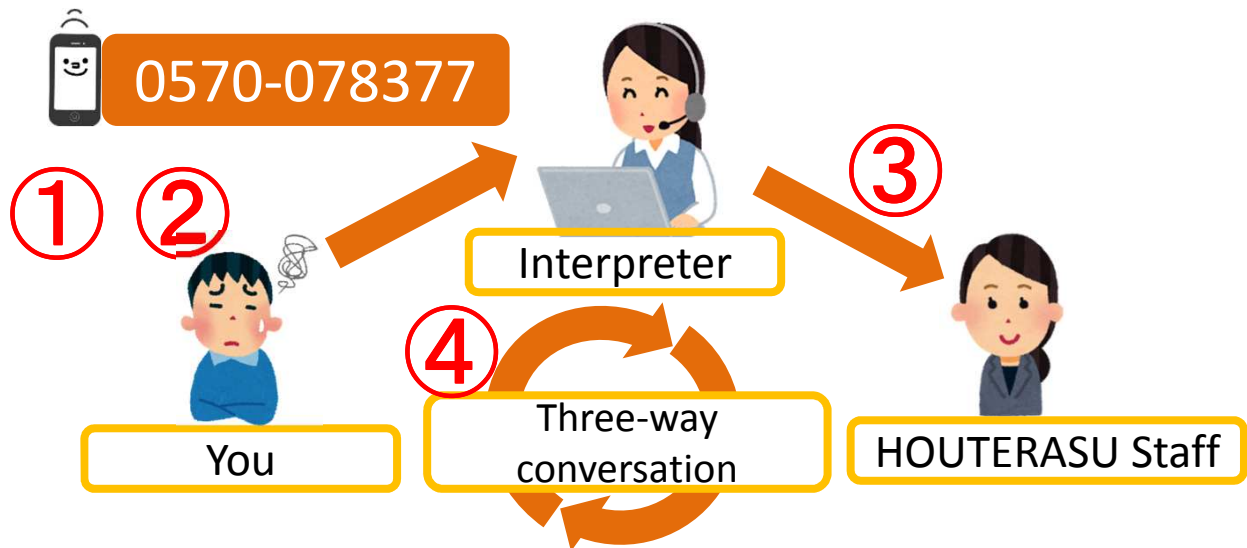 0570-078377
① ②
③
Interpreter
④
Three-way
conversation
You
HOUTERASU Staff